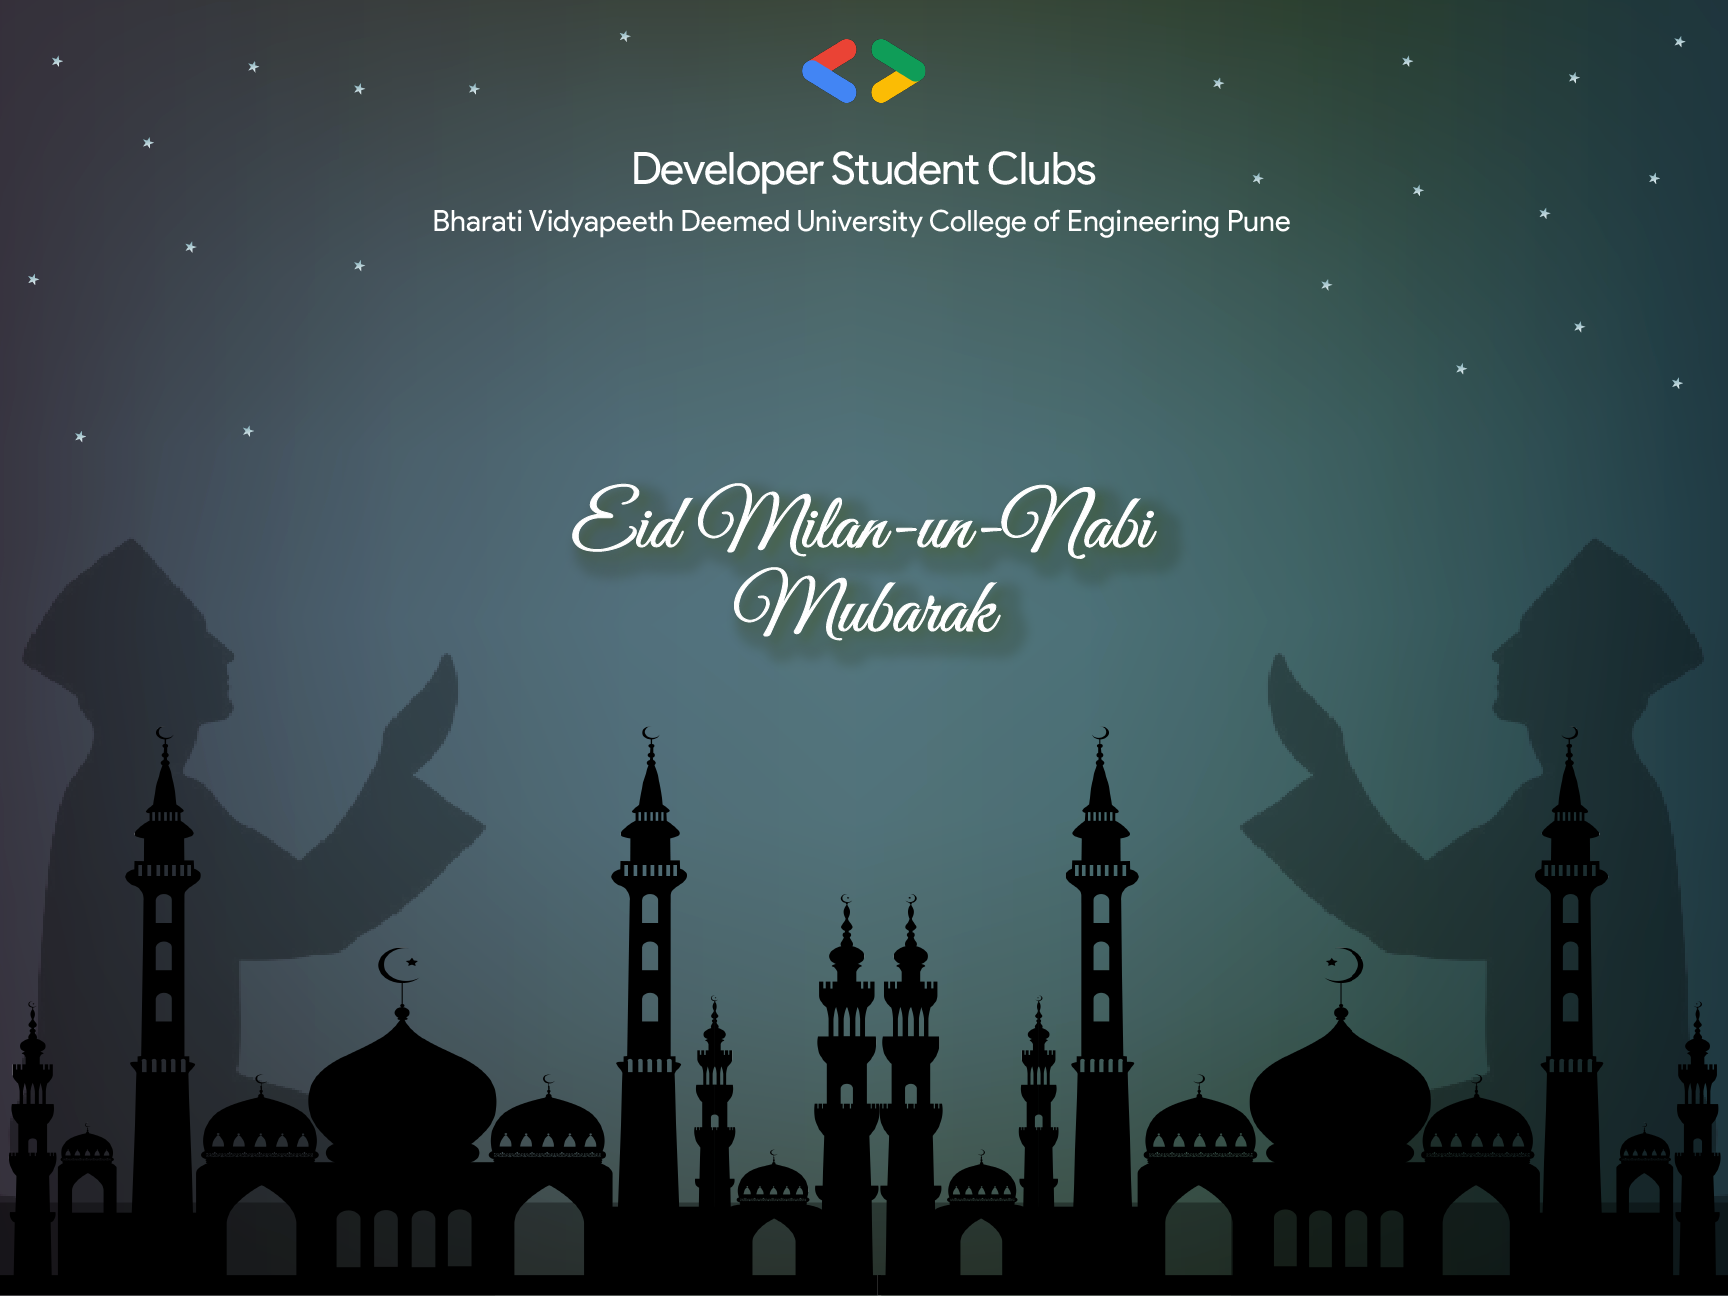 Developer Student Clubs
Bharati Vidyapeeth Deemed University College of Engineering Pune
Eid Milan-un-Nabi
Mubarak